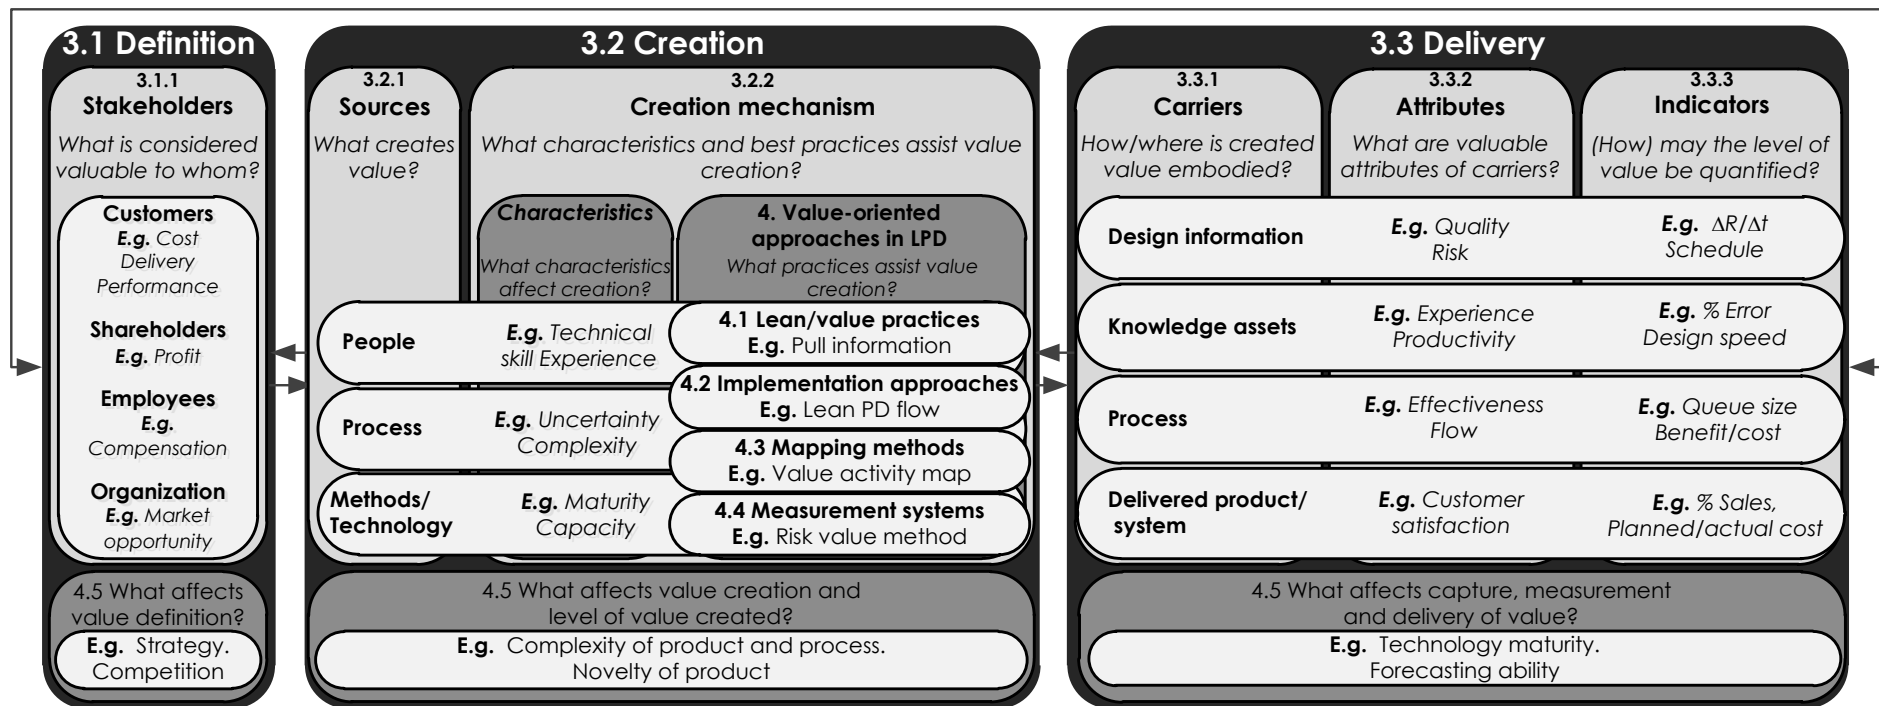 3.1 Definition
3.1.1
Stakeholders
What is considered
valuable to whom?
Customers
E.g. Cost
Delivery
Performance
Shareholders
E.g. Profit
Employees
E.g.
Compensation
Organization
E.g. Market
opportunity
4.5 What affects
value definition?
E.g. Strategy.
Competition
3.2 Creation
3.2.1
Sources
What creates
value?
3.2.2
Creation mechanism
What characteristics and best practices assist value
creation?
Characteristics
What characteristics
affect creation?
4. Value-oriented
approaches in LPD
What practices assist value
creation?
People
E.g. Technical
skill Experience
Process
E.g. Uncertainty
Complexity
Methods/
Technology
E.g. Maturity
Capacity
4.1 Lean/value practices
E.g. Pull information
4.2 Implementation approaches
E.g. Lean PD flow
4.3 Mapping methods
E.g. Value activity map
4.4 Measurement systems
E.g. Risk value method
4.5 What affects value creation and
level of value created?
E.g. Complexity of product and process.
Novelty of product
3.3 Delivery
3.3.1
Carriers
How/where is created
value embodied?
3.3.2
Attributes
What are valuable
attributes of carriers?
3.3.3
Indicators
(How) may the level of
value be quantified?
Design information
E.g. Quality
Risk
E.g. ΔR/Δt
Schedule
Knowledge assets
E.g. Experience
Productivity
E.g. % Error
Design speed
Process
E.g. Effectiveness
Flow
E.g. Queue size
Benefit/cost
Delivered product/
system
E.g. Customer
satisfaction
E.g. % Sales,
Planned/actual cost
4.5 What affects capture, measurement
and delivery of value?
E.g. Technology maturity.
Forecasting ability